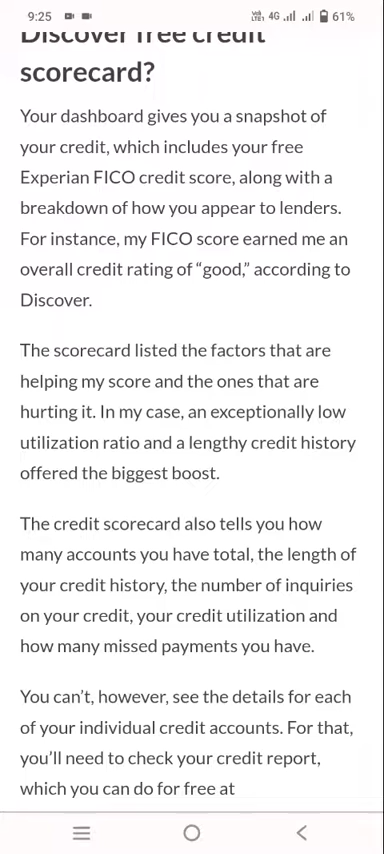 9:25 4G 61%
Discover free credit
scorecard?
Your dashboard gives you a snapshot of
your credit, which includes your free
Experian FICO credit score, along with a
breakdown of how you appear to lenders.
For instance, my FICO score earned me an
overall credit rating of “good,” according to
Discover.
The scorecard listed the factors that are
helping my score and the ones that are
hurting it. In my case, an exceptionally low
utilization ratio and a lengthy credit history
offered the biggest boost.
The credit scorecard also tells you how
many accounts you have total, the length of
your credit history, the number of inquiries
on your credit, your credit utilization and
how many missed payments you have.
You can’t, however, see the details for each
of your individual credit accounts. For that,
you’ll need to check your credit report,
which you can do for free at